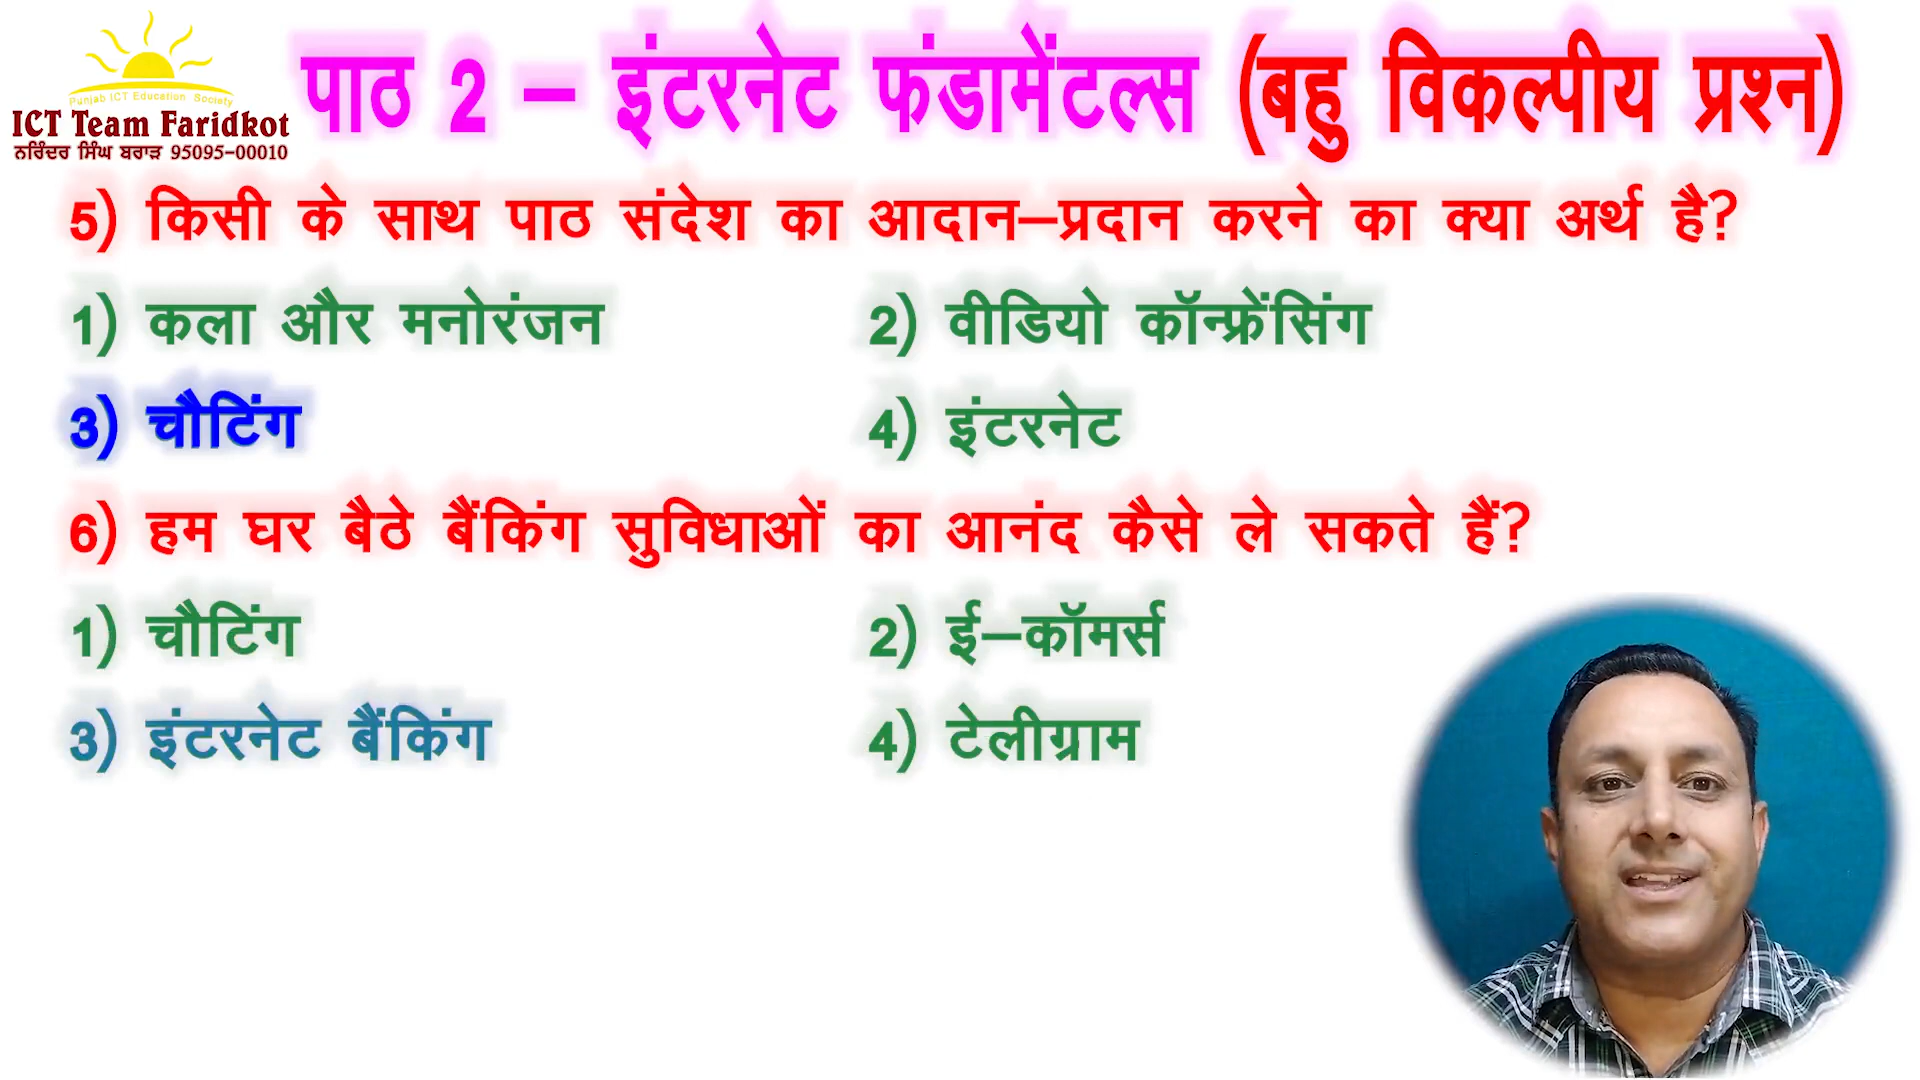 Punjab ICT Education Society
ICT Team Faridkot
ਨਰਿੰਦਰ ਸਿੰਘ ਬਰਾੜ 95095-00010
पाठ 2 – इंटरनेट फंडामेंटल्स (बहु विकल्पीय प्रश्न)
5) किसी के साथ पाठ संदेश का आदान–प्रदान करने का क्या अर्थ है?
1) कला और मनोरंजन 2) वीडियो कॉन्फ्रेंसिंग
3) चौटिंग 4) इंटरनेट
6) हम घर बैठे बैंकिंग सुविधाओं का आनंद कैसे ले सकते हैं?
1) चौटिंग 2) ई–कॉमर्स
3) इंटरनेट बैंकिंग 4) टेलीग्राम